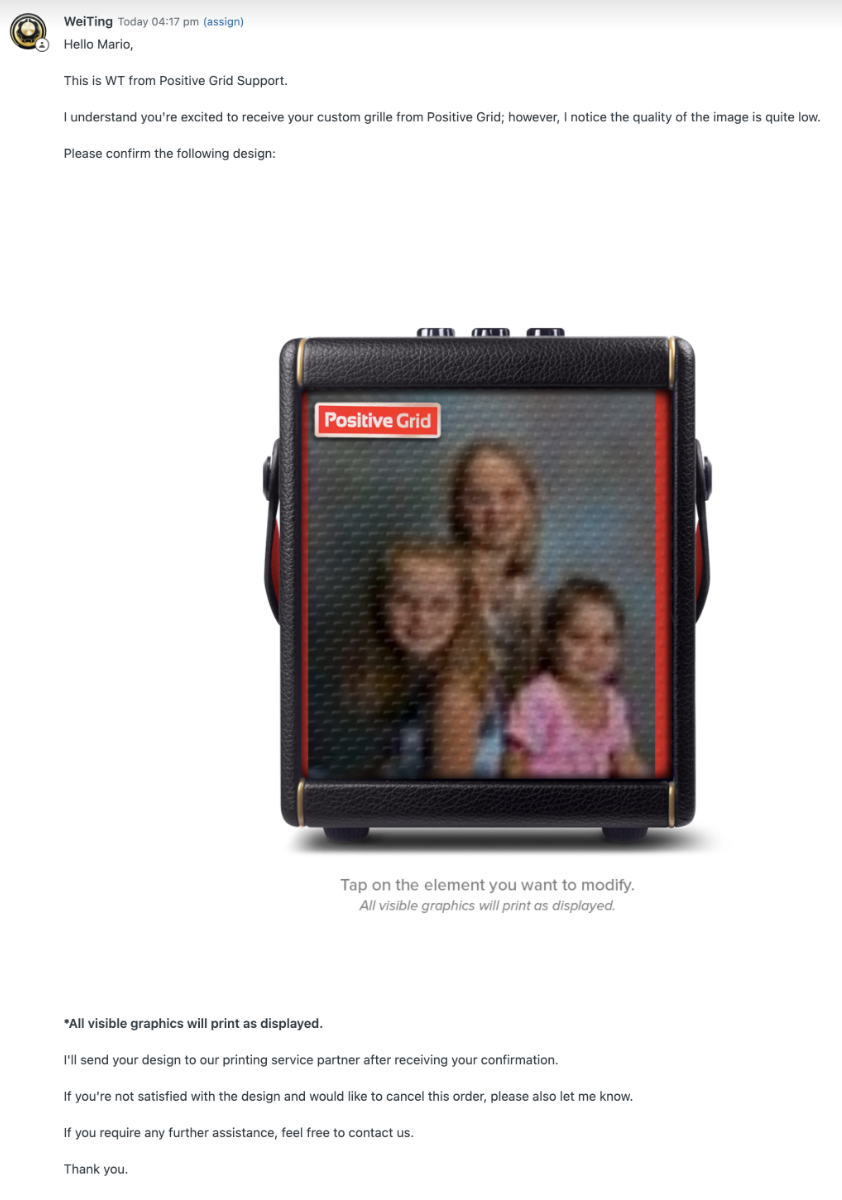 WeiTing Today 04:17 pm (assign)
Hello Mario,
This is WT from Positive Grid Support.
I understand you're excited to receive your custom grille from Positive Grid; however, I notice the quality of the image is quite low.
Please confirm the following design:
Positive Grid
Tap on the element you want to modify.
All visible graphics will print as displayed.
*All visible graphics will print as displayed.
I'll send your design to our printing service partner after receiving your confirmation.
If you're not satisfied with the design and would like to cancel this order, please also let me know.
If you require any further assistance, feel free to contact us.
Thank you.